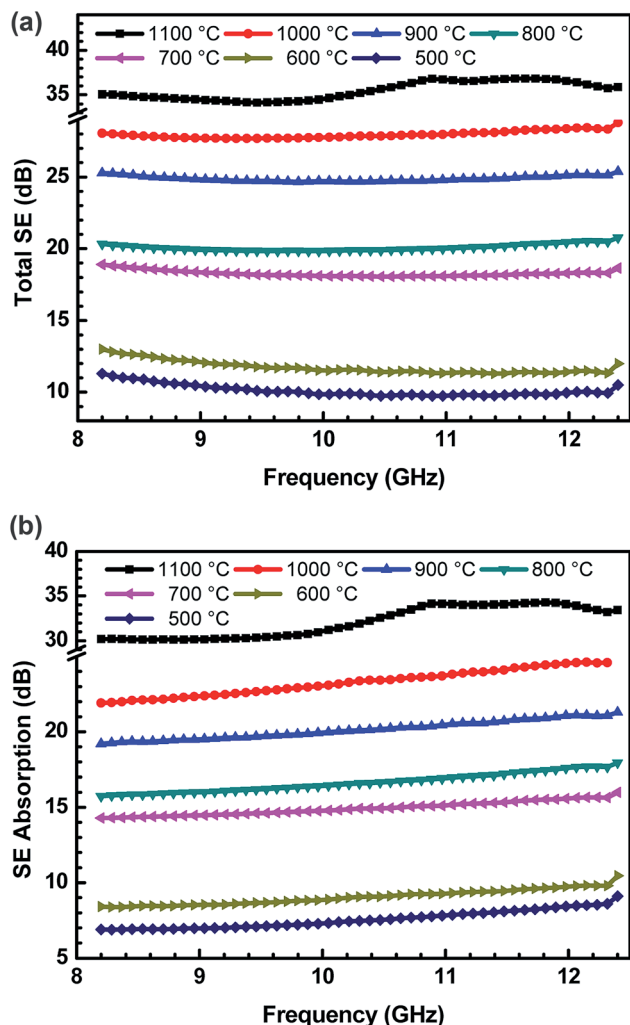 (a)
1100 °C 1000 °C 900 °C 800 °C
700 °C 600 °C 500 °C
40
35
25
20
15
10
Total SE (dB)
8 9 10 11 12
Frequency (GHz)
(b)
40
1100 °C 1000 °C 900 °C 800 °C
700 °C 600 °C
500 °C
35
30
20
15
10
5
SE Absorption (dB)
8 9 10 11 12
Frequency (GHz)